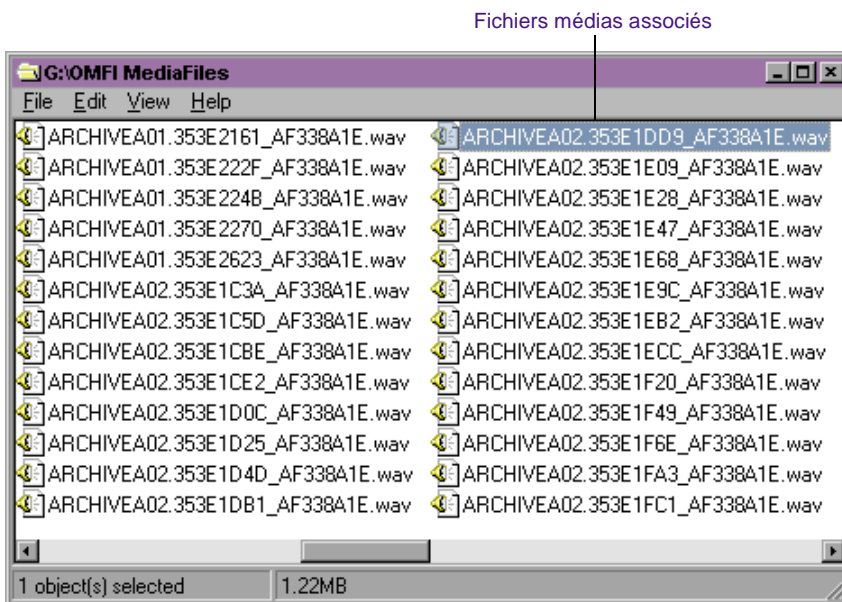 Fichiers médias associés
G:\OMFI MediaFiles
File Edit View Help
ARCHIVEA01.353E2161_AF338A1E.wav ARCHIVEA02.353E1DD9_AF338A1E.wav
ARCHIVEA01.353E222F_AF338A1E.wav ARCHIVEA02.353E1E09_AF338A1E.wav
ARCHIVEA01.353E224B_AF338A1E.wav ARCHIVEA02.353E1E28_AF338A1E.wav
ARCHIVEA01.353E2270_AF338A1E.wav ARCHIVEA02.353E1E47_AF338A1E.wav
ARCHIVEA01.353E2623_AF338A1E.wav ARCHIVEA02.353E1E68_AF338A1E.wav
ARCHIVEA02.353E1C3A_AF338A1E.wav ARCHIVEA02.353E1E9C_AF338A1E.wav
ARCHIVEA02.353E1C5D_AF338A1E.wav ARCHIVEA02.353E1EB2_AF338A1E.wav
ARCHIVEA02.353E1CBE_AF338A1E.wav ARCHIVEA02.353E1ECC_AF338A1E.wav
ARCHIVEA02.353E1CE2_AF338A1E.wav ARCHIVEA02.353E1F20_AF338A1E.wav
ARCHIVEA02.353E1D0C_AF338A1E.wav ARCHIVEA02.353E1F49_AF338A1E.wav
ARCHIVEA02.353E1D25_AF338A1E.wav ARCHIVEA02.353E1F6E_AF338A1E.wav
ARCHIVEA02.353E1D4D_AF338A1E.wav ARCHIVEA02.353E1FA3_AF338A1E.wav
ARCHIVEA02.353E1DB1_AF338A1E.wav ARCHIVEA02.353E1FC1_AF338A1E.wav
1 object(s) selected 1.22MB